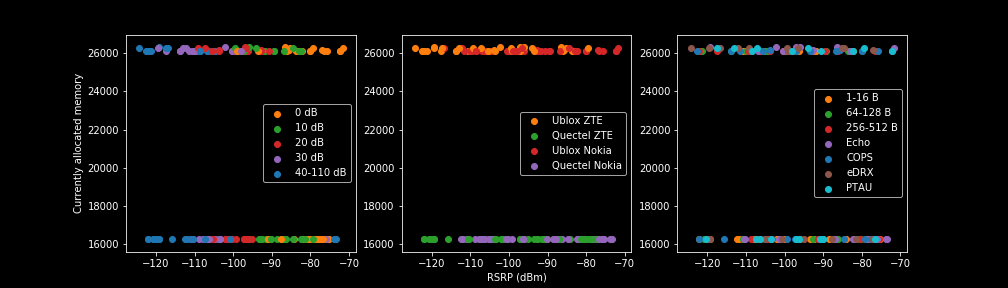 Currently allocated memory
26000
24000
22000
20000
18000
16000
0 dB
10 dB
20 dB
30 dB
40-110 dB
−120 −110 −100 −90 −80 −70
26000
24000
22000
20000
18000
16000
Ublox ZTE
Quectel ZTE
Ublox Nokia
Quectel Nokia
−120 −110 −100 −90 −80 −70
RSRP (dBm)
26000
24000
22000
20000
18000
16000
1-16 B
64-128 B
256-512 B
Echo
COPS
eDRX
PTAU
−120 −110 −100 −90 −80 −70